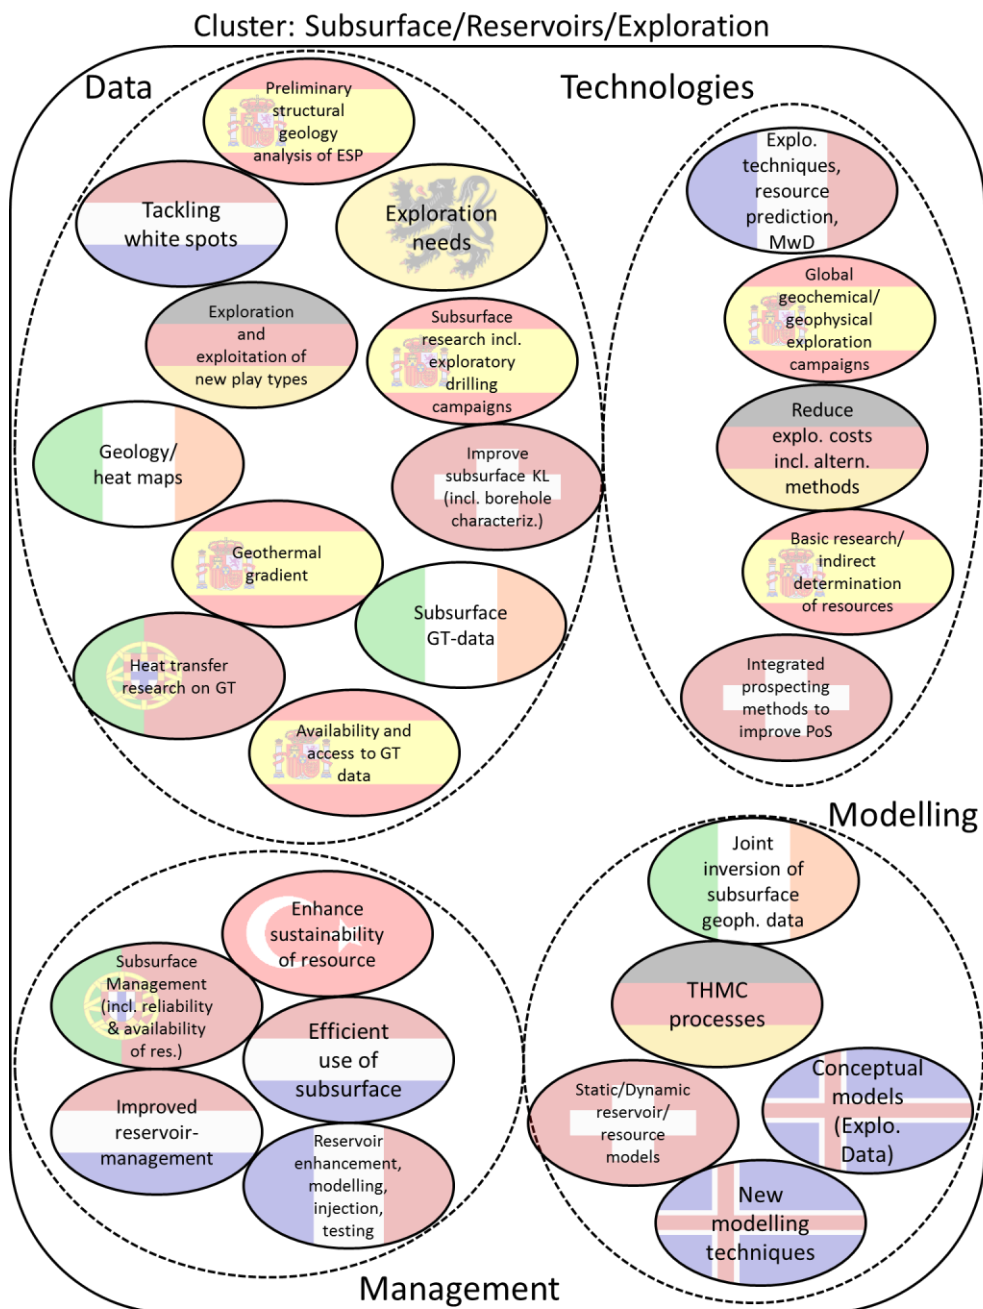 Cluster: Subsurface/Reservoirs/Exploration
Data
Preliminary
structural
geology
analysis of ESP
Tackling
white spots
Exploration
needs
Exploration
and
exploitation of
new play types
Subsurface
research incl.
exploratory
drilling
campaigns
Geology/
heat maps
Improve
subsurface KL
(incl. borehole
characteriz.)
Geothermal
gradient
Subsurface
GT-data
Heat transfer
research on GT
Availability and
access to GT
data
Technologies
Explo.
techniques,
resource
prediction,
MwD
Global
geochemical/
geophysical
exploration
campaigns
Reduce
explo. costs
incl. altern.
methods
Basic research/
indirect
determination
of resources
Integrated
prospecting
methods to
improve PoS
Modelling
Joint
inversion of
subsurface
geoph. data
THMC
processes
Static/Dynamic
reservoir/
resource
models
Conceptual
models
(Explo.
Data)
New
modelling
techniques
Enhance
sustainability
of resource
Subsurface
Management
(incl. reliability
& availability
of res.)
Efficient
use of
subsurface
Improved
reservoir-
management
Reservoir
enhancement,
modelling,
injection,
testing
Management